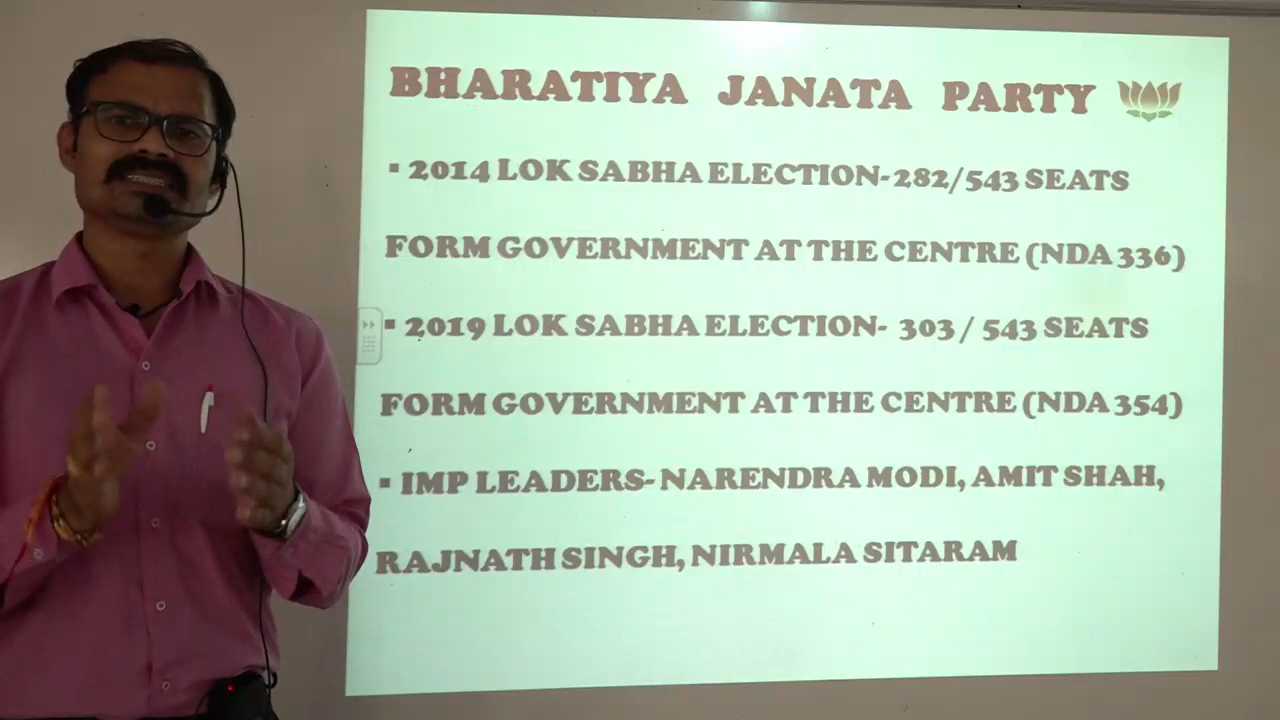 BHARATIYA JANATA PARTY
▪ 2014 LOK SABHA ELECTION-282/543 SEATS
FORM GOVERNMENT AT THE CENTRE (NDA 336)
▪ 2019 LOK SABHA ELECTION- 303 / 543 SEATS
FORM GOVERNMENT AT THE CENTRE (NDA 354)
▪ IMP LEADERS- NARENDRA MODI, AMIT SHAH,
RAJNATH SINGH, NIRMALA SITARAM